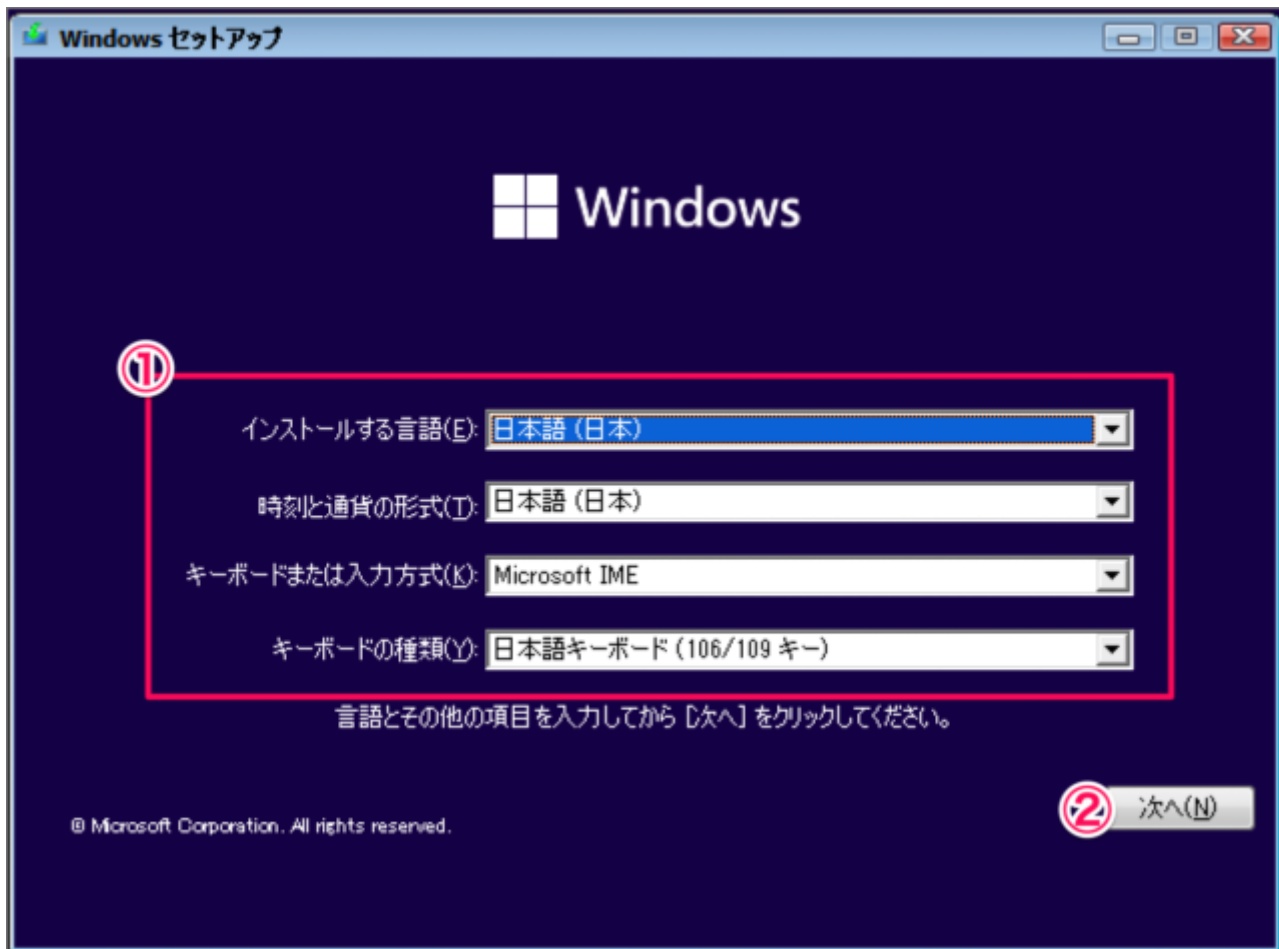 Windows セットアップ
Windows
①
インストールする言語(E): 日本語 (日本)
時刻と通貨の形式(T): 日本語 (日本)
キーボードまたは入力方式(K): Microsoft IME
キーボードの種類(Y): 日本語キーボード (106/109 キー)
言語とその他の項目を入力してから [次へ] をクリックしてください。
② 次へ(N)
© Microsoft Corporation. All rights reserved.